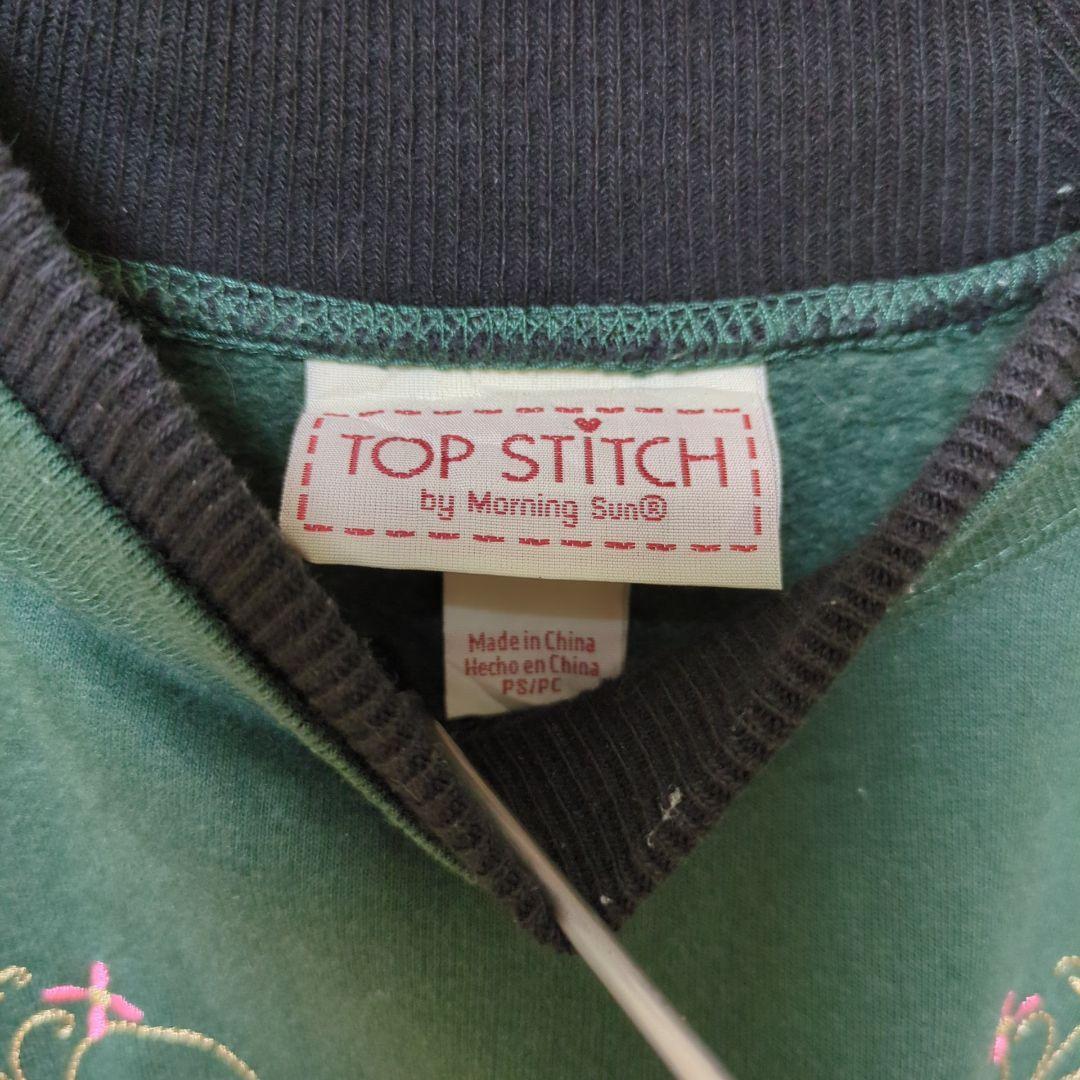 TOP STITCH
by Morning Sun®
Made in China
Hecho en China
PS/PC